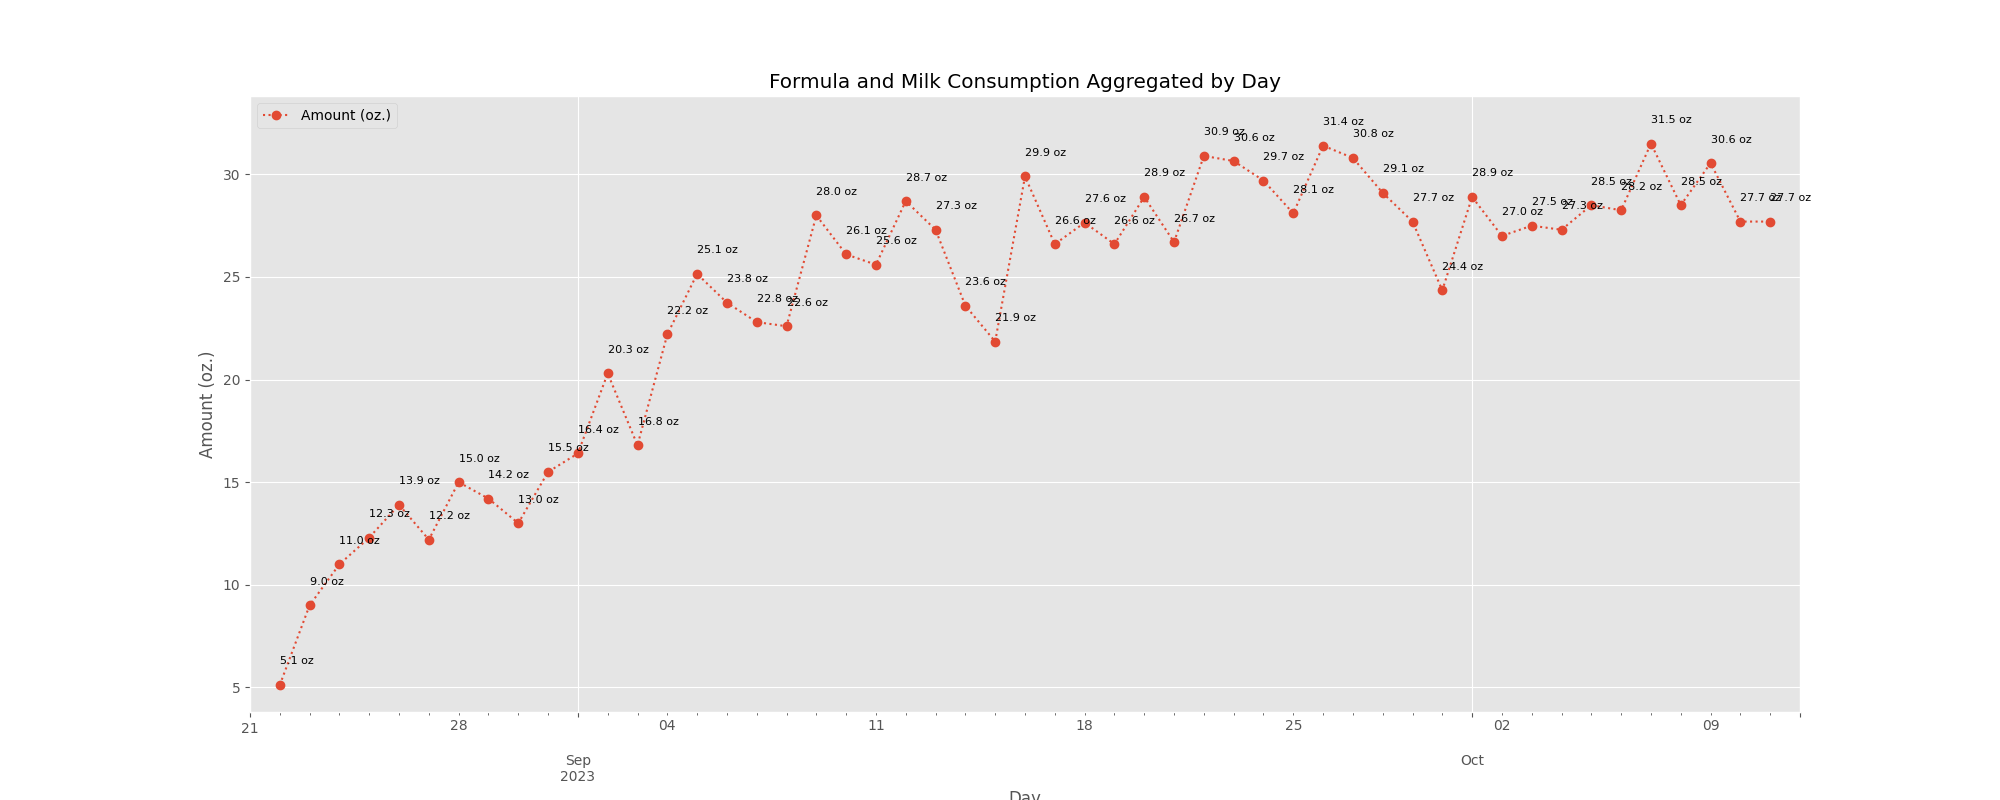 Formula and Milk Consumption Aggregated by Day
Amount (oz.)
Amount (oz.)
30
25
20
15
10
5
5.1 oz
9.0 oz
11.0 oz
12.3 oz
13.9 oz
12.2 oz
15.0 oz
14.2 oz
13.0 oz
15.5 oz
16.4 oz
20.3 oz
16.8 oz
22.2 oz
25.1 oz
23.8 oz
22.8 oz
22.6 oz
28.0 oz
26.1 oz
25.6 oz
28.7 oz
27.3 oz
23.6 oz
21.9 oz
29.9 oz
26.6 oz
27.6 oz
26.6 oz
28.9 oz
26.7 oz
30.9 oz
30.6 oz
29.7 oz
28.1 oz
31.4 oz
30.8 oz
29.1 oz
27.7 oz
24.4 oz
28.9 oz
27.0 oz
27.5 oz
27.3 oz
28.5 oz
28.2 oz
31.5 oz
28.5 oz
30.6 oz
27.7 oz
27.7 oz
21 28 04 11 18 25 02 09
Sep Oct
2023
Day